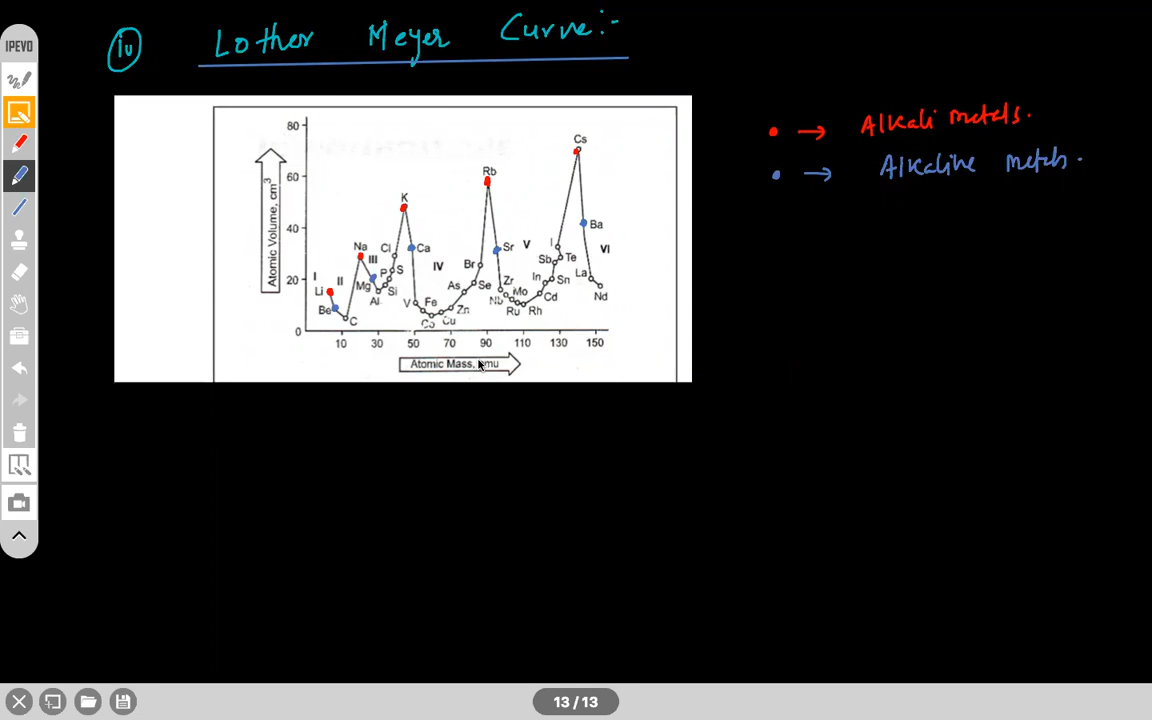 IPEVO
(iv) Lother Meyer Curve:-
• → Alkali metals.
• → Alkaline metals.
Atomic Volume, cm³
80
60
40
20
0
I II III IV V VI
Li Be C Na Mg Al Si P S Cl K Ca
V Fe Co Cu Zn As Se Br Rb Sr
Zr Nb Mo Ru Rh Cd In Sn Sb Te I Cs Ba La Nd
10 30 50 70 90 110 130 150
Atomic Mass, amu
13 / 13